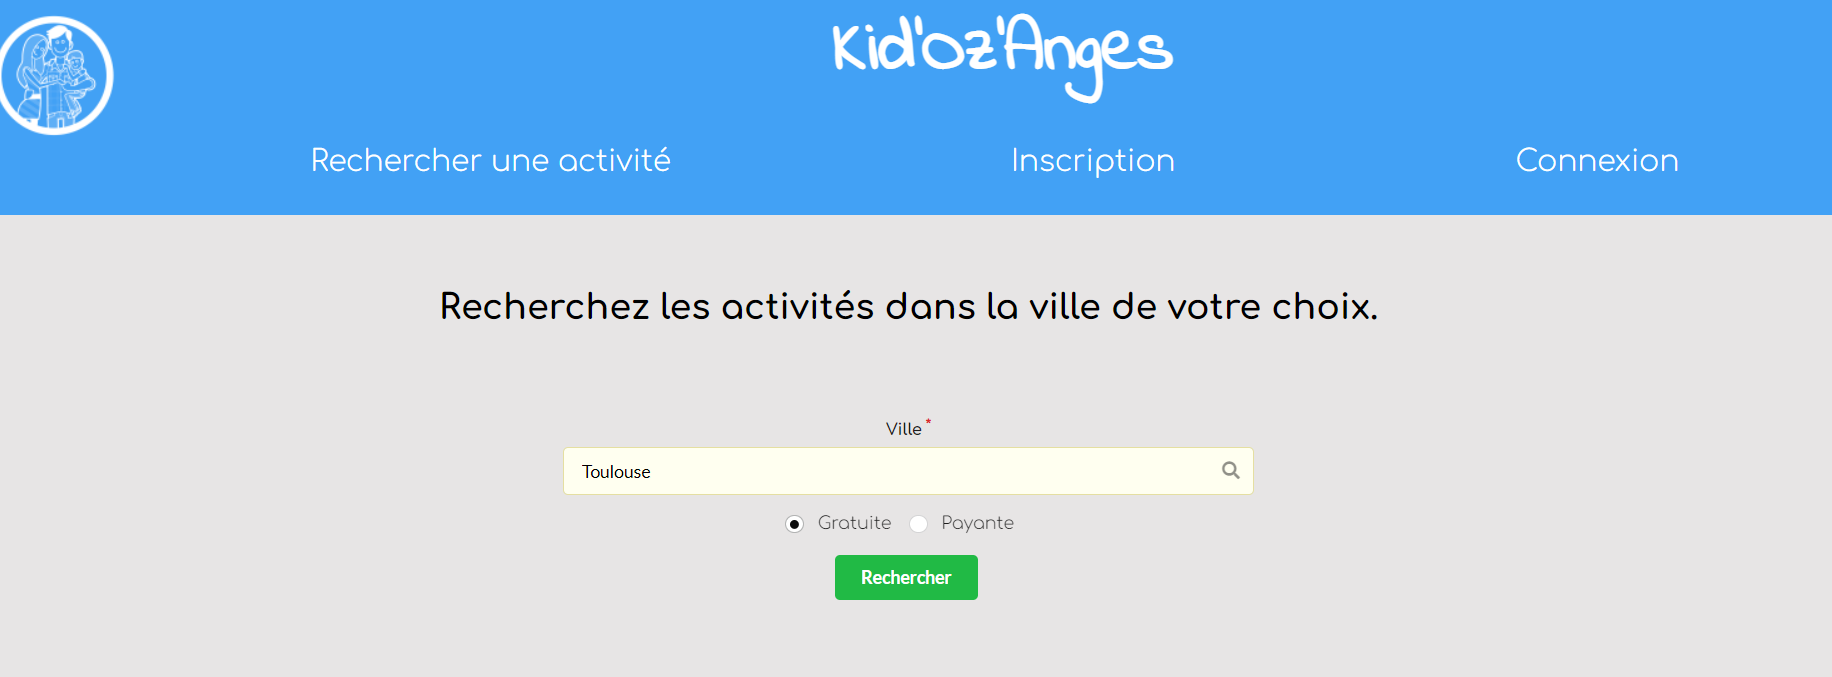 Kid'Oz'Anges
Rechercher une activité Inscription Connexion
Recherchez les activités dans la ville de votre choix.
Ville *
Toulouse
Gratuite Payante
Rechercher